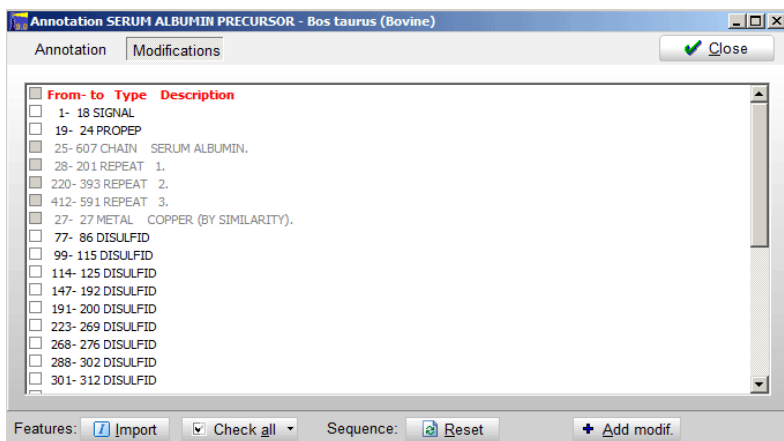 Annotation SERUM ALBUMIN PRECURSOR - Bos taurus (Bovine)
Annotation Modifications Close
From- to Type Description
1- 18 SIGNAL
19- 24 PROPEP
25- 607 CHAIN SERUM ALBUMIN.
28- 201 REPEAT 1.
220- 393 REPEAT 2.
412- 591 REPEAT 3.
27- 27 METAL COPPER (BY SIMILARITY).
77- 86 DISULFID
99- 115 DISULFID
114- 125 DISULFID
147- 192 DISULFID
191- 200 DISULFID
223- 269 DISULFID
268- 276 DISULFID
288- 302 DISULFID
301- 312 DISULFID
Features: Import Check all Sequence: Reset Add modif.